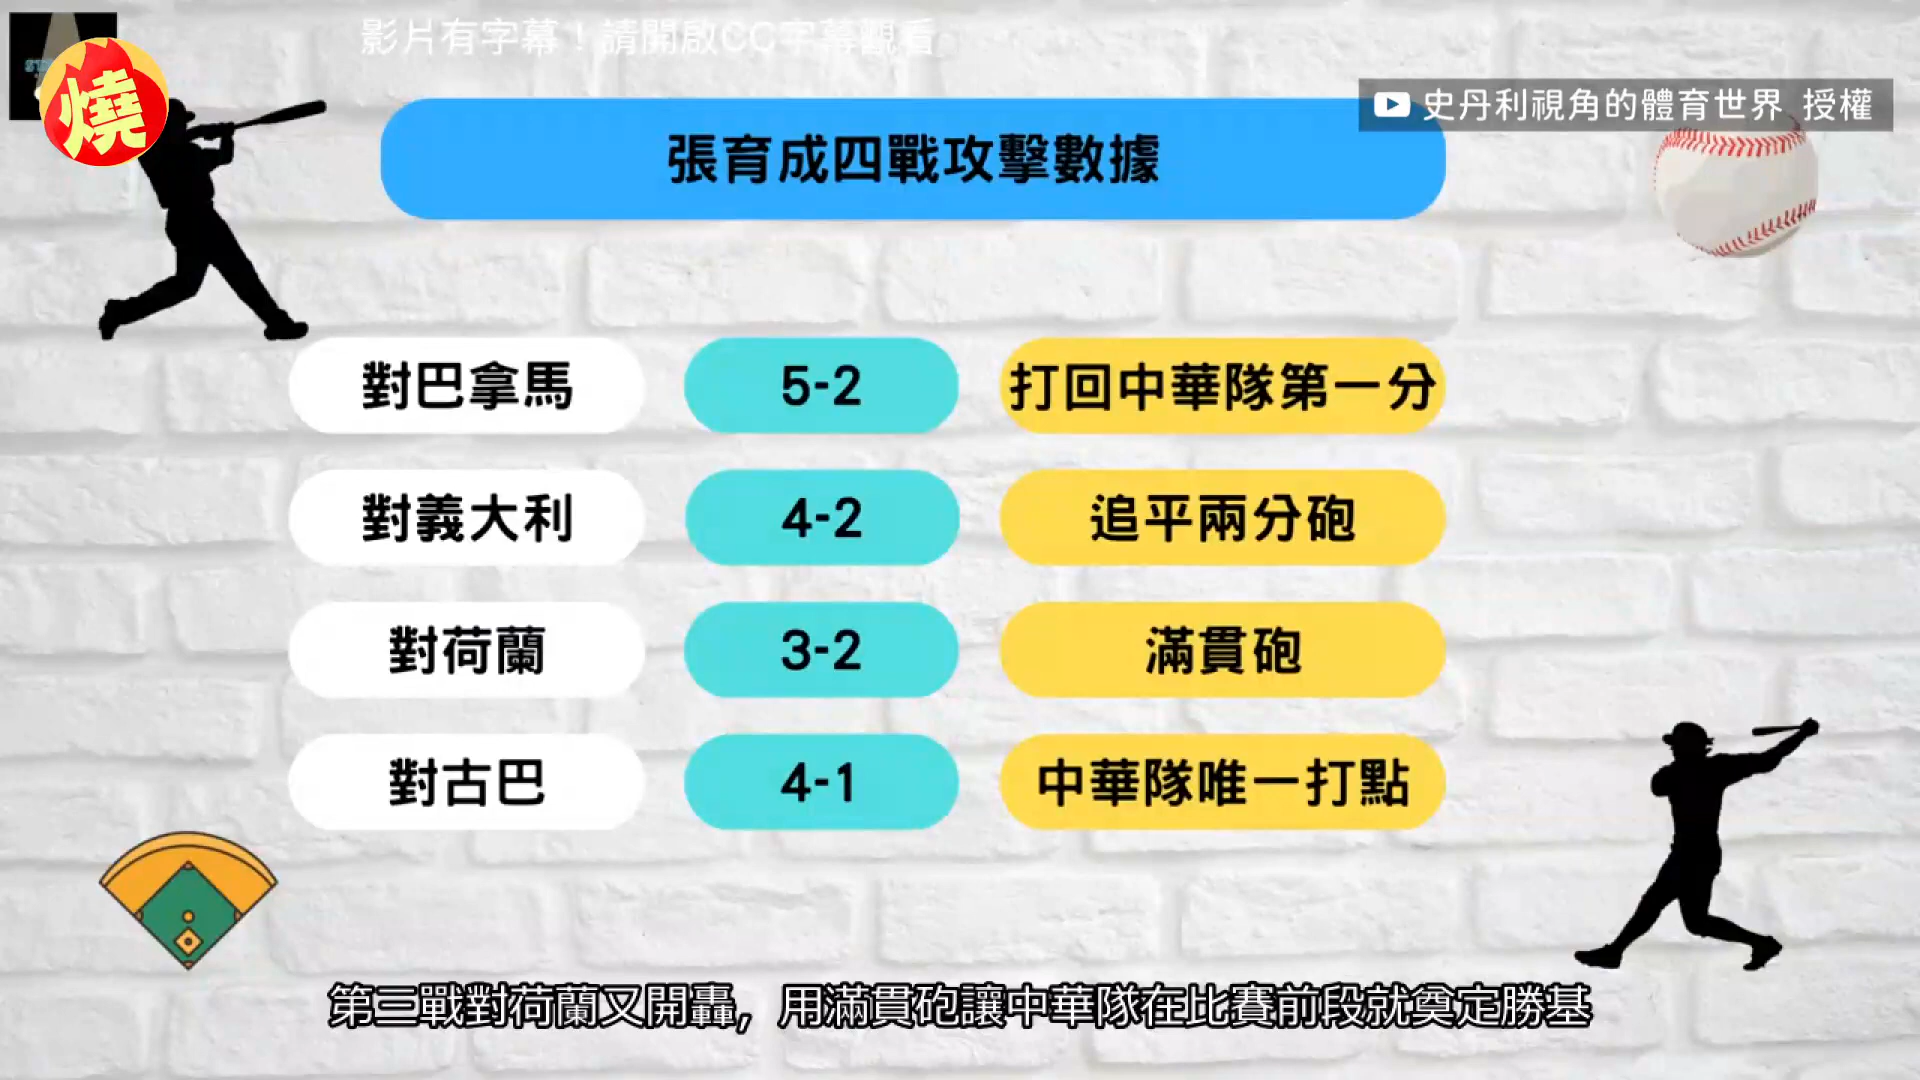 影片有字幕！請開啟CC字幕觀看
燒
史丹利視角的體育世界 授權
張育成四戰攻擊數據
對巴拿馬 5-2 打回中華隊第一分
對義大利 4-2 追平兩分砲
對荷蘭 3-2 滿貫砲
對古巴 4-1 中華隊唯一打點
第三戰對荷蘭又開轟，用滿貫砲讓中華隊在比賽前段就奠定勝基